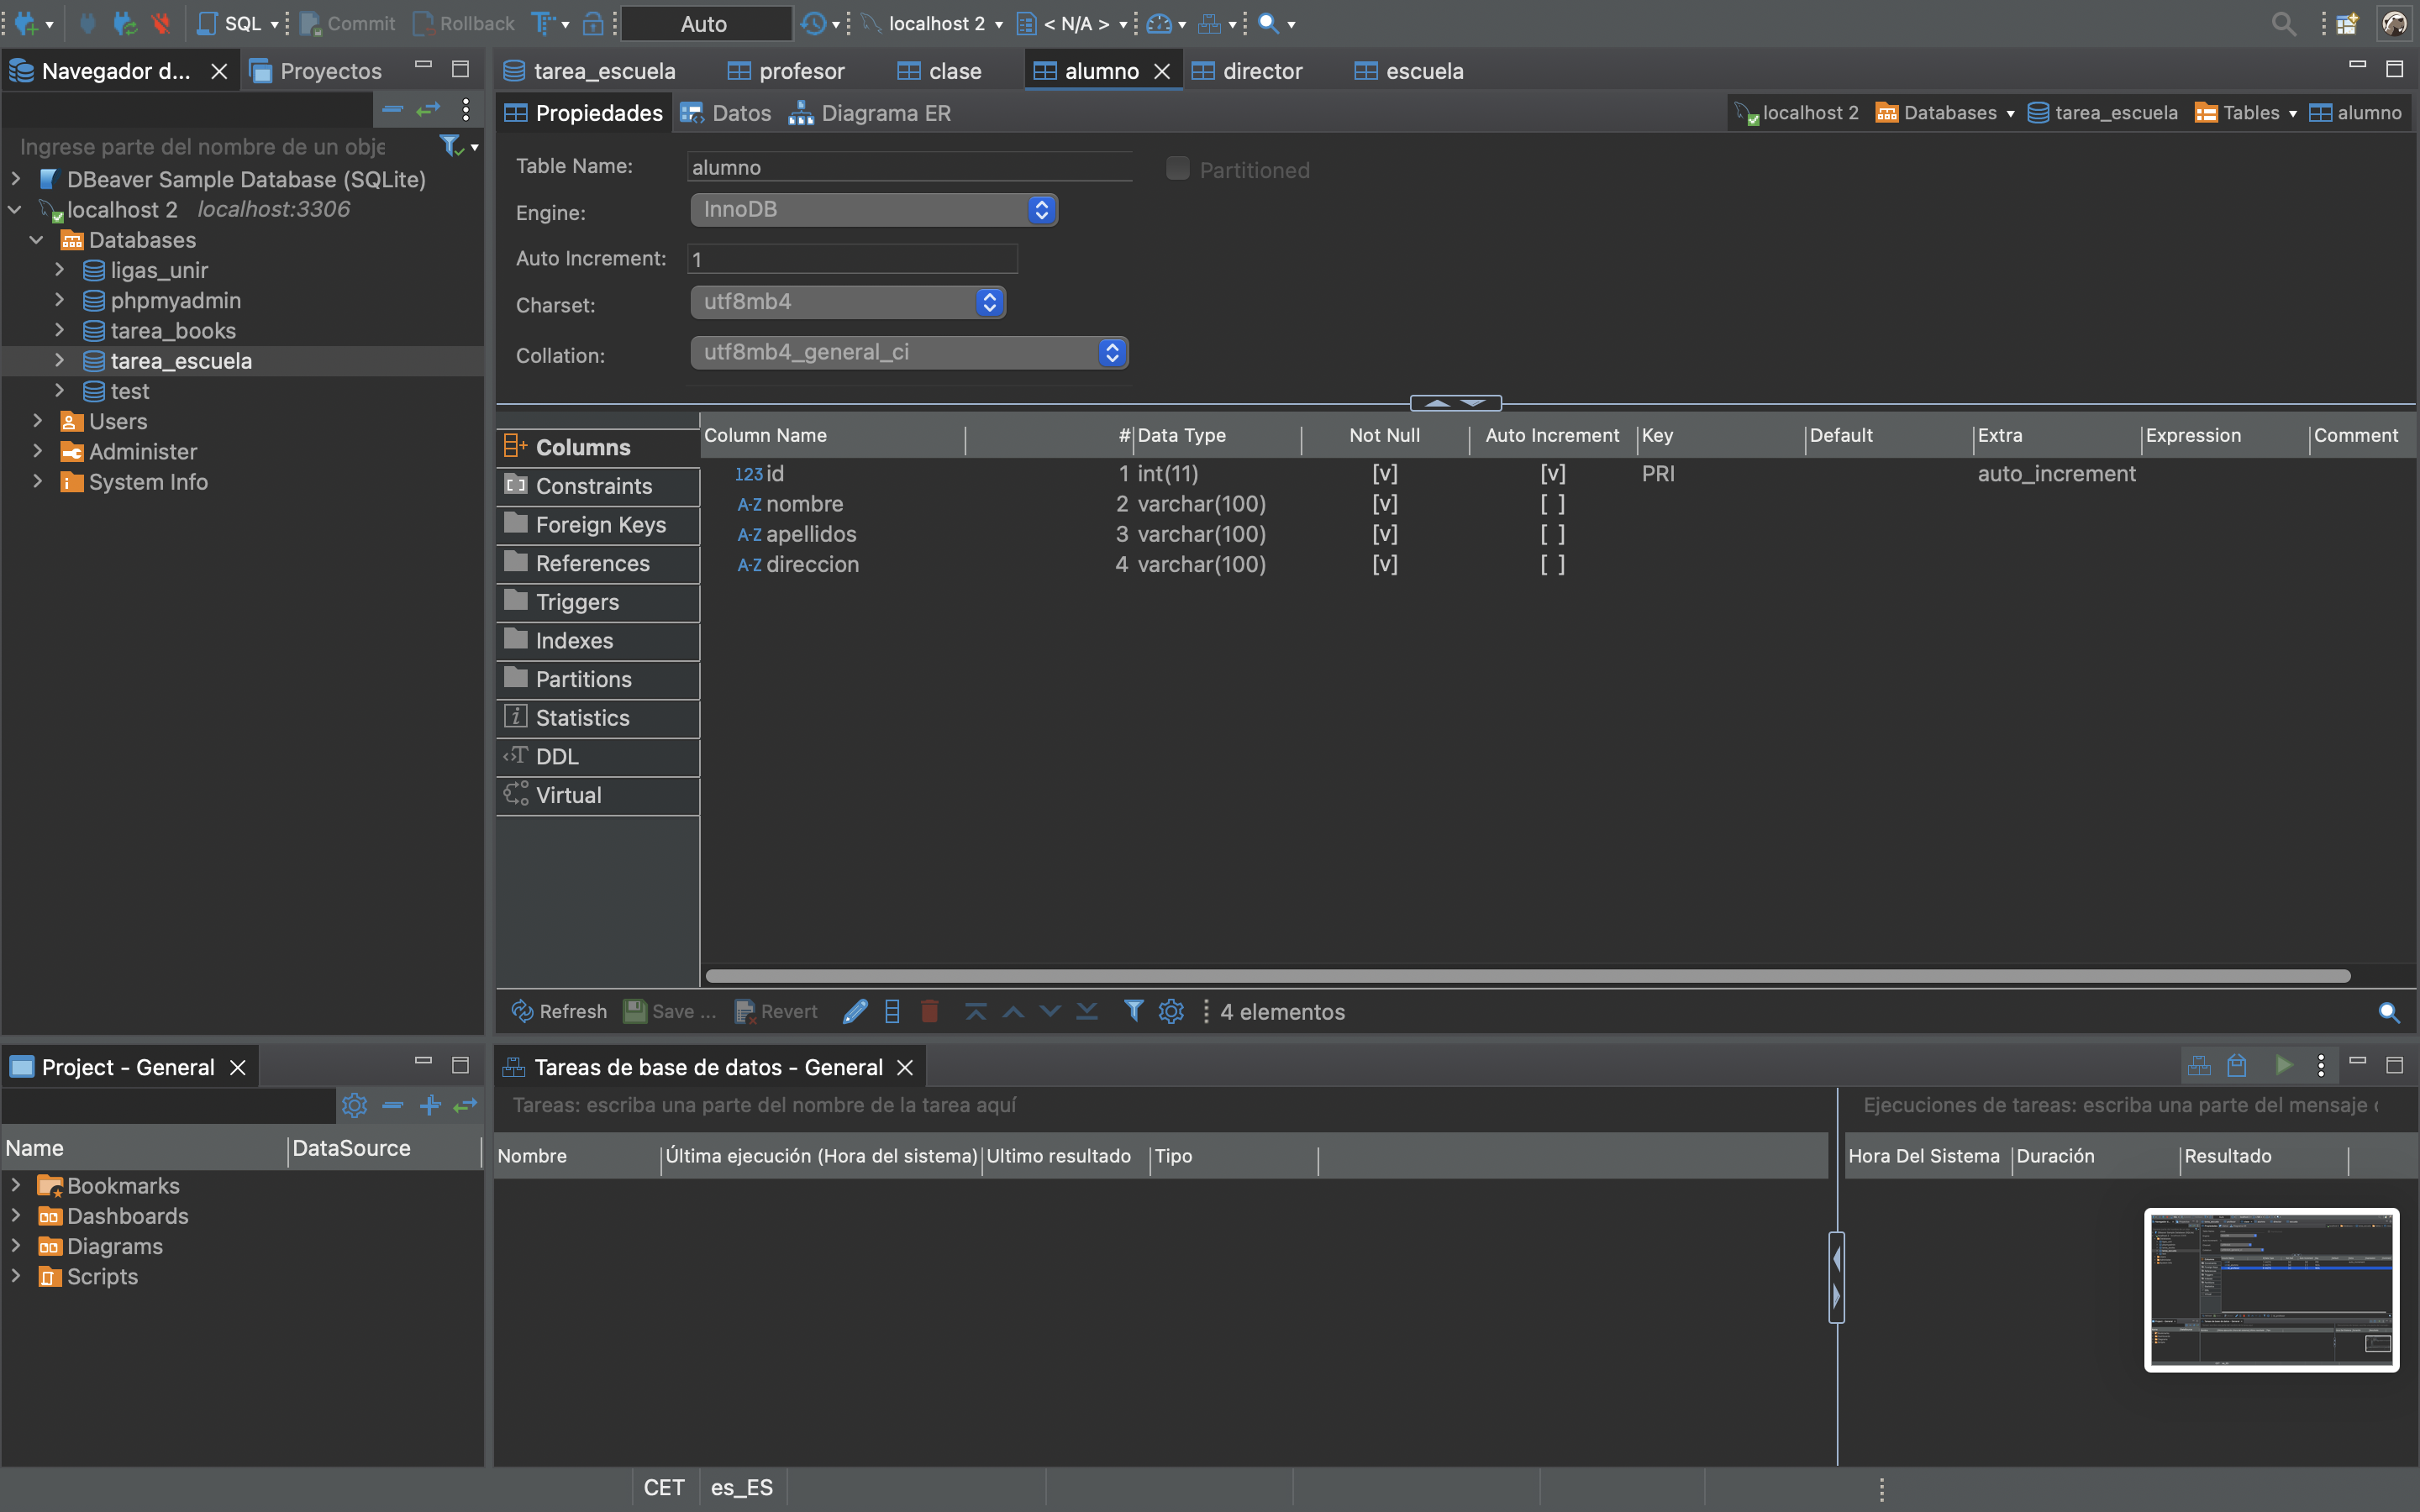 SQL Commit Rollback Auto localhost 2 < N/A >
Navegador d... Proyectos
tarea_escuela profesor clase alumno director escuela
Propiedades Datos Diagrama ER
localhost 2 Databases tarea_escuela Tables alumno
Ingrese parte del nombre de un obje
DBeaver Sample Database (SQLite)
localhost 2 localhost:3306
Databases
ligas_unir
phpmyadmin
tarea_books
tarea_escuela
test
Users
Administer
System Info
Table Name: alumno
Partitioned
Engine: InnoDB
Auto Increment: 1
Charset: utf8mb4
Collation: utf8mb4_general_ci
Columns
Constraints
Foreign Keys
References
Triggers
Indexes
Partitions
Statistics
DDL
Virtual
Column Name # Data Type Not Null Auto Increment Key Default Extra Expression Comment
123 id 1 int(11) [v] [v] PRI auto_increment
A-Z nombre 2 varchar(100) [v] [ ]
A-Z apellidos 3 varchar(100) [v] [ ]
A-Z direccion 4 varchar(100) [v] [ ]
Refresh Save ... Revert 4 elementos
Project - General
Name DataSource
Bookmarks
Dashboards
Diagrams
Scripts
Tareas de base de datos - General
Tareas: escriba una parte del nombre de la tarea aquí
Nombre Última ejecución (Hora del sistema) Ultimo resultado Tipo
Ejecuciones de tareas: escriba una parte del mensaje
Hora Del Sistema Duración Resultado
CET es_ES